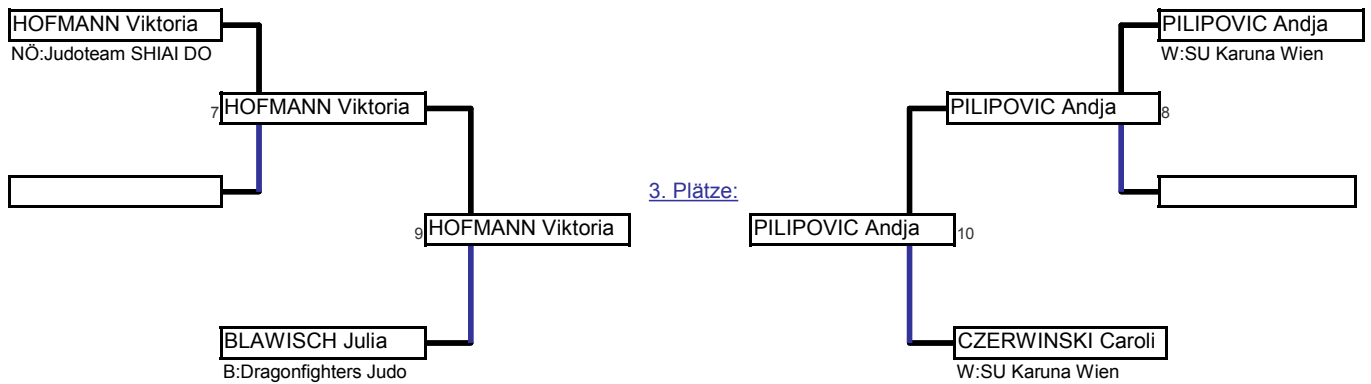 HOFMANN Viktoria
NÖ:Judoteam SHIAI DO
PILIPOVIC Andja
W:SU Karuna Wien
7 HOFMANN Viktoria
PILIPOVIC Andja 8
3. Plätze:
9 HOFMANN Viktoria
PILIPOVIC Andja 10
BLAWISCH Julia
B:Dragonfighters Judo
CZERWINSKI Caroli
W:SU Karuna Wien